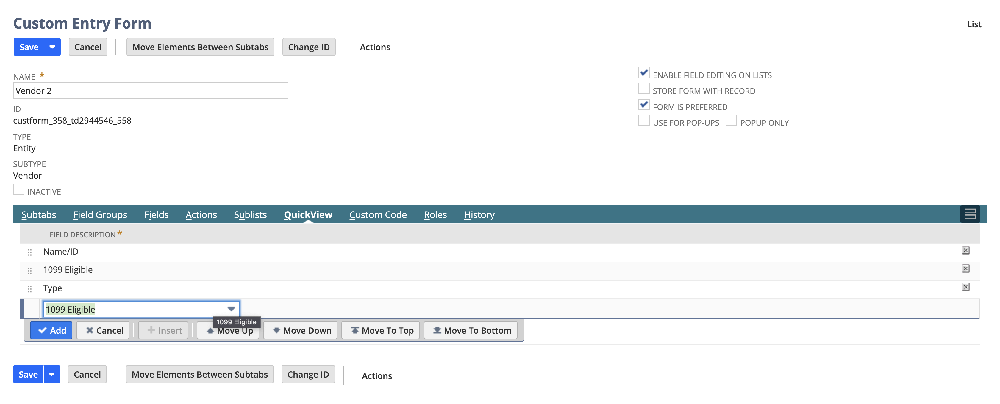 Custom Entry Form
List
Save Cancel Move Elements Between Subtabs Change ID Actions
NAME *
Vendor 2
ID
custform_358_td2944546_558
TYPE
Entity
SUBTYPE
Vendor
INACTIVE
ENABLE FIELD EDITING ON LISTS
STORE FORM WITH RECORD
FORM IS PREFERRED
USE FOR POP-UPS POPUP ONLY
Subtabs Field Groups Fields Actions Sublists QuickView Custom Code Roles History
FIELD DESCRIPTION *
Name/ID
1099 Eligible
Type
1099 Eligible
1099 Eligible
Add Cancel Insert Move Up Move Down Move To Top Move To Bottom
Save Cancel Move Elements Between Subtabs Change ID Actions